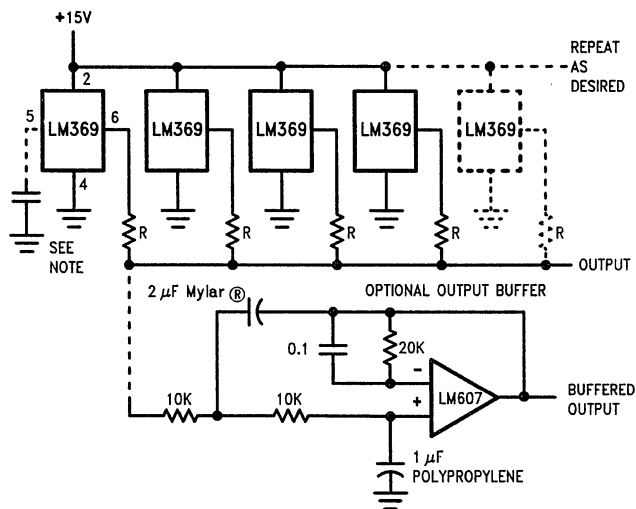 +15V
REPEAT
AS
DESIRED
2
5
LM369
6
LM369
LM369
LM369
LM369
4
SEE
NOTE
R
R
R
R
R
OUTPUT
2 μF Mylar ®
OPTIONAL OUTPUT BUFFER
0.1
20K
10K
10K
-
+
LM607
BUFFERED
OUTPUT
1 μF
POLYPROPYLENE